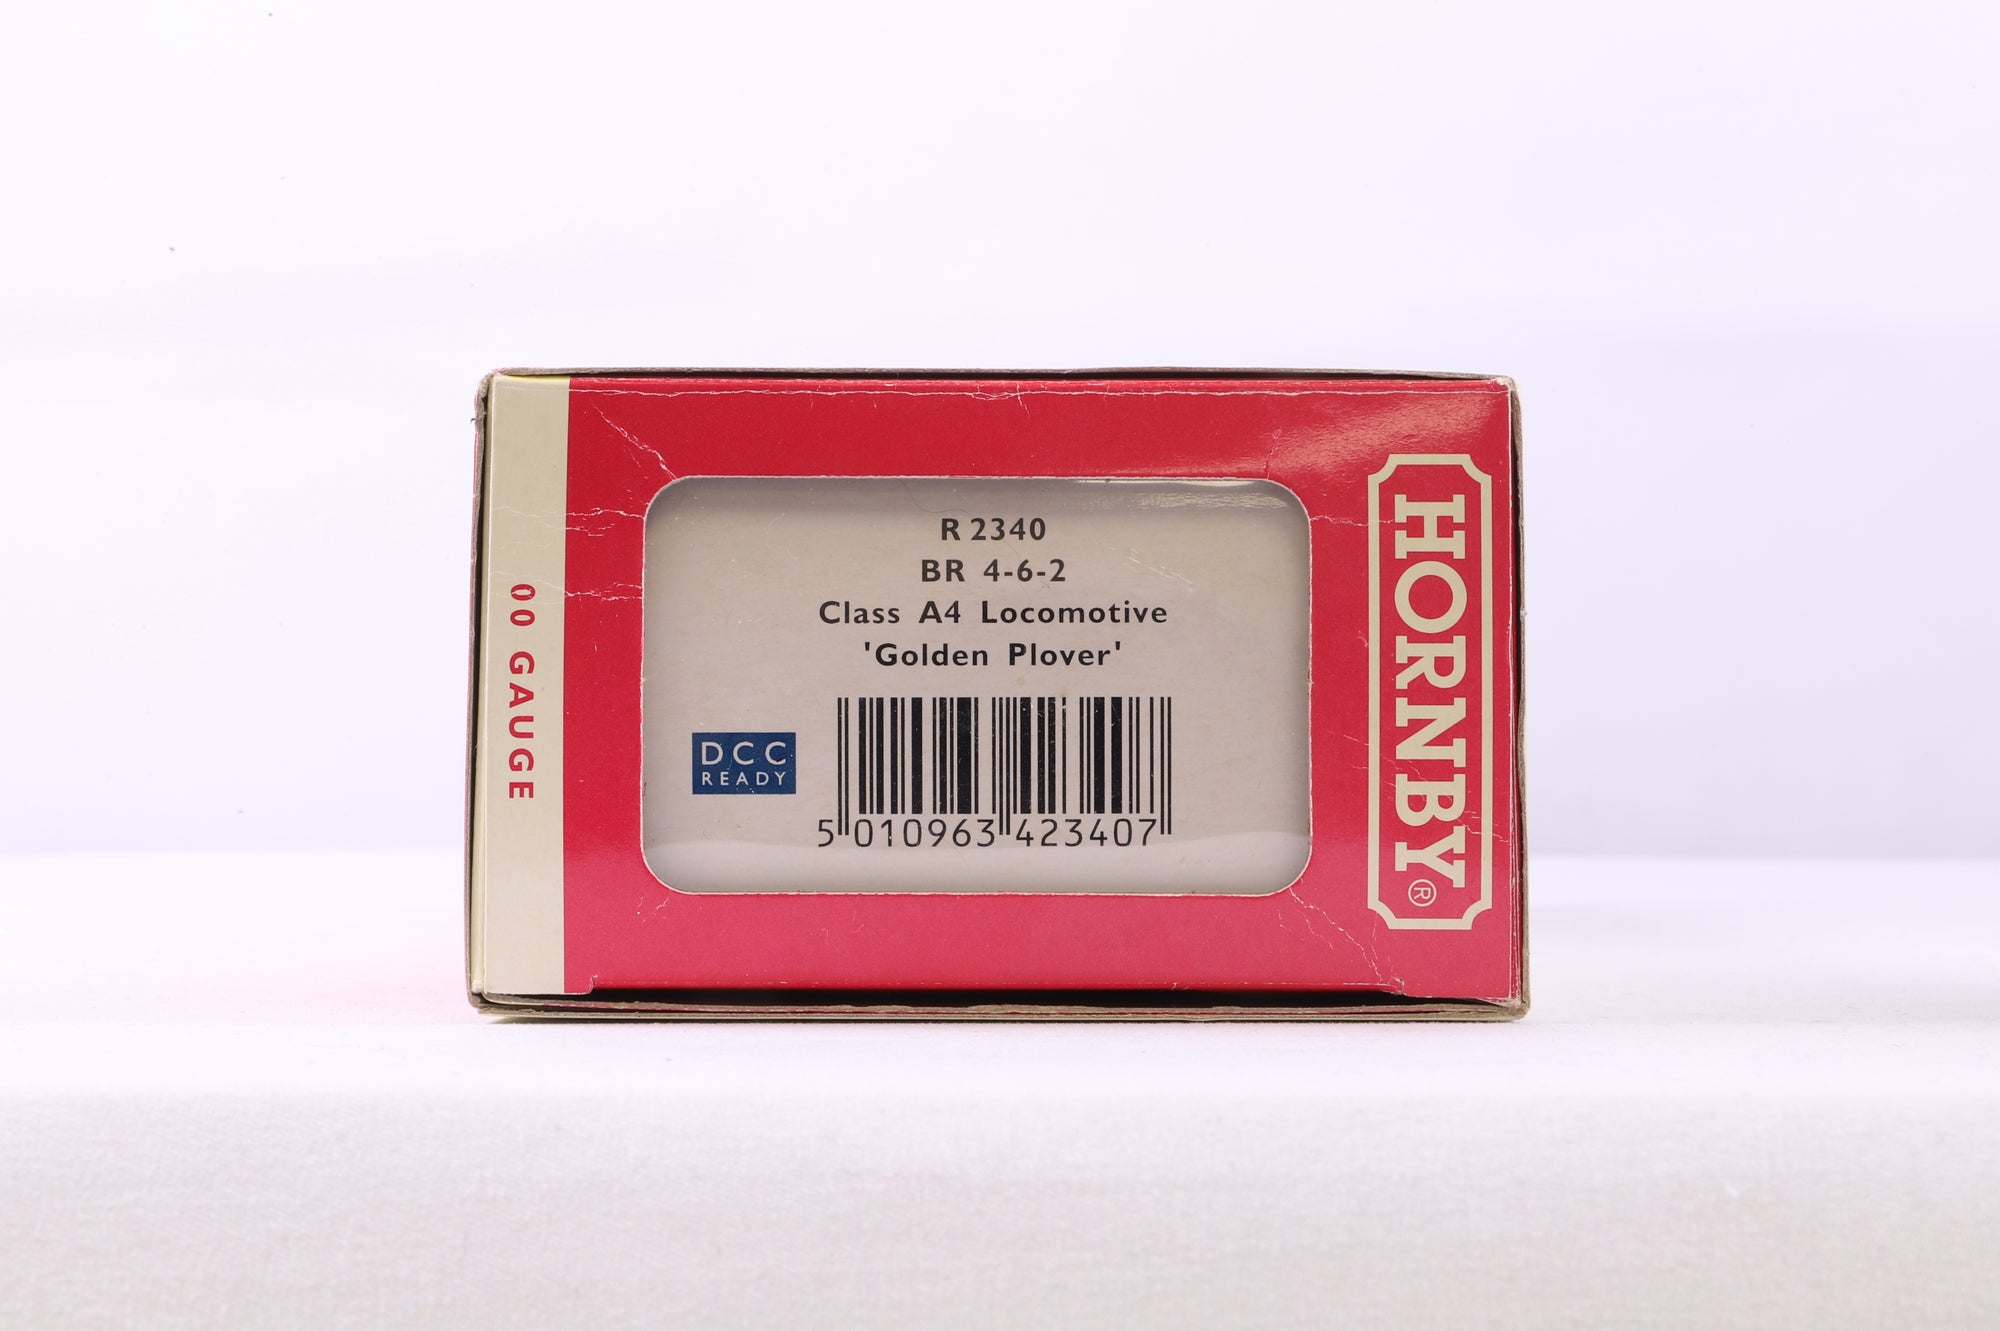 R 2340
BR 4-6-2
Class A4 Locomotive
'Golden Plover'
DCC
READY
5 010963 423407
00 GAUGE
HORNBY®